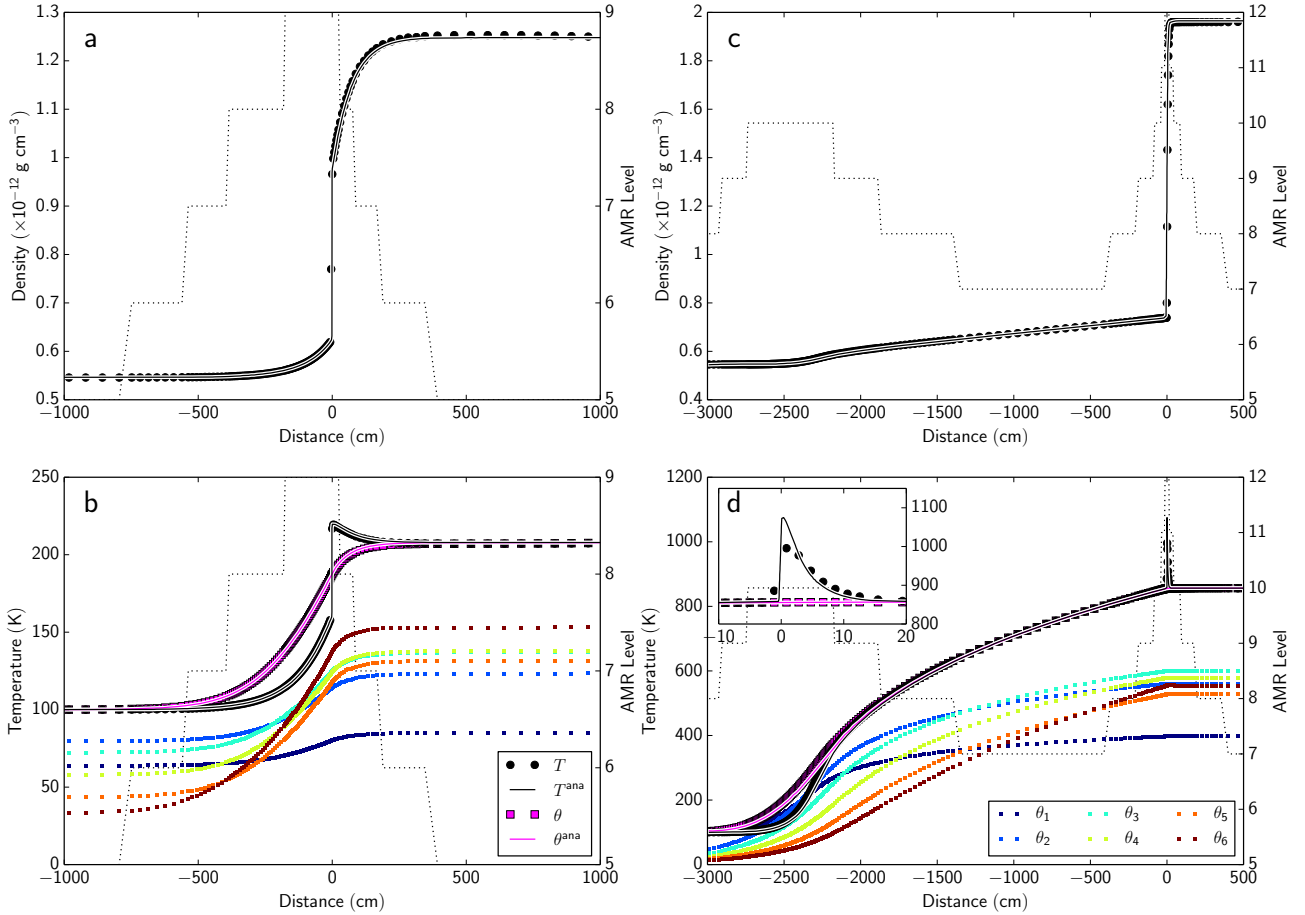 a
1.3
1.2
1.1
1
0.9
0.8
0.7
0.6
0.5
Density (×10⁻¹² g cm⁻³)
9
8
7
6
5
AMR Level
−1000 −500 0 500 1000
Distance (cm)
c
2
1.8
1.6
1.4
1.2
1
0.8
0.6
0.4
Density (×10⁻¹² g cm⁻³)
12
11
10
9
8
7
6
5
AMR Level
−3000 −2500 −2000 −1500 −1000 −500 0 500
Distance (cm)
b
250
200
150
100
50
0
Temperature (K)
9
8
7
6
5
AMR Level
T
Tᵃⁿᵃ
θ
θᵃⁿᵃ
−1000 −500 0 500 1000
Distance (cm)
d
1200
1000
800
600
400
200
0
Temperature (K)
1100
1000
900
800
−10 0 10 20
12
11
10
9
8
7
6
5
AMR Level
θ₁ θ₃ θ₅
θ₂ θ₄ θ₆
−3000 −2500 −2000 −1500 −1000 −500 0 500
Distance (cm)